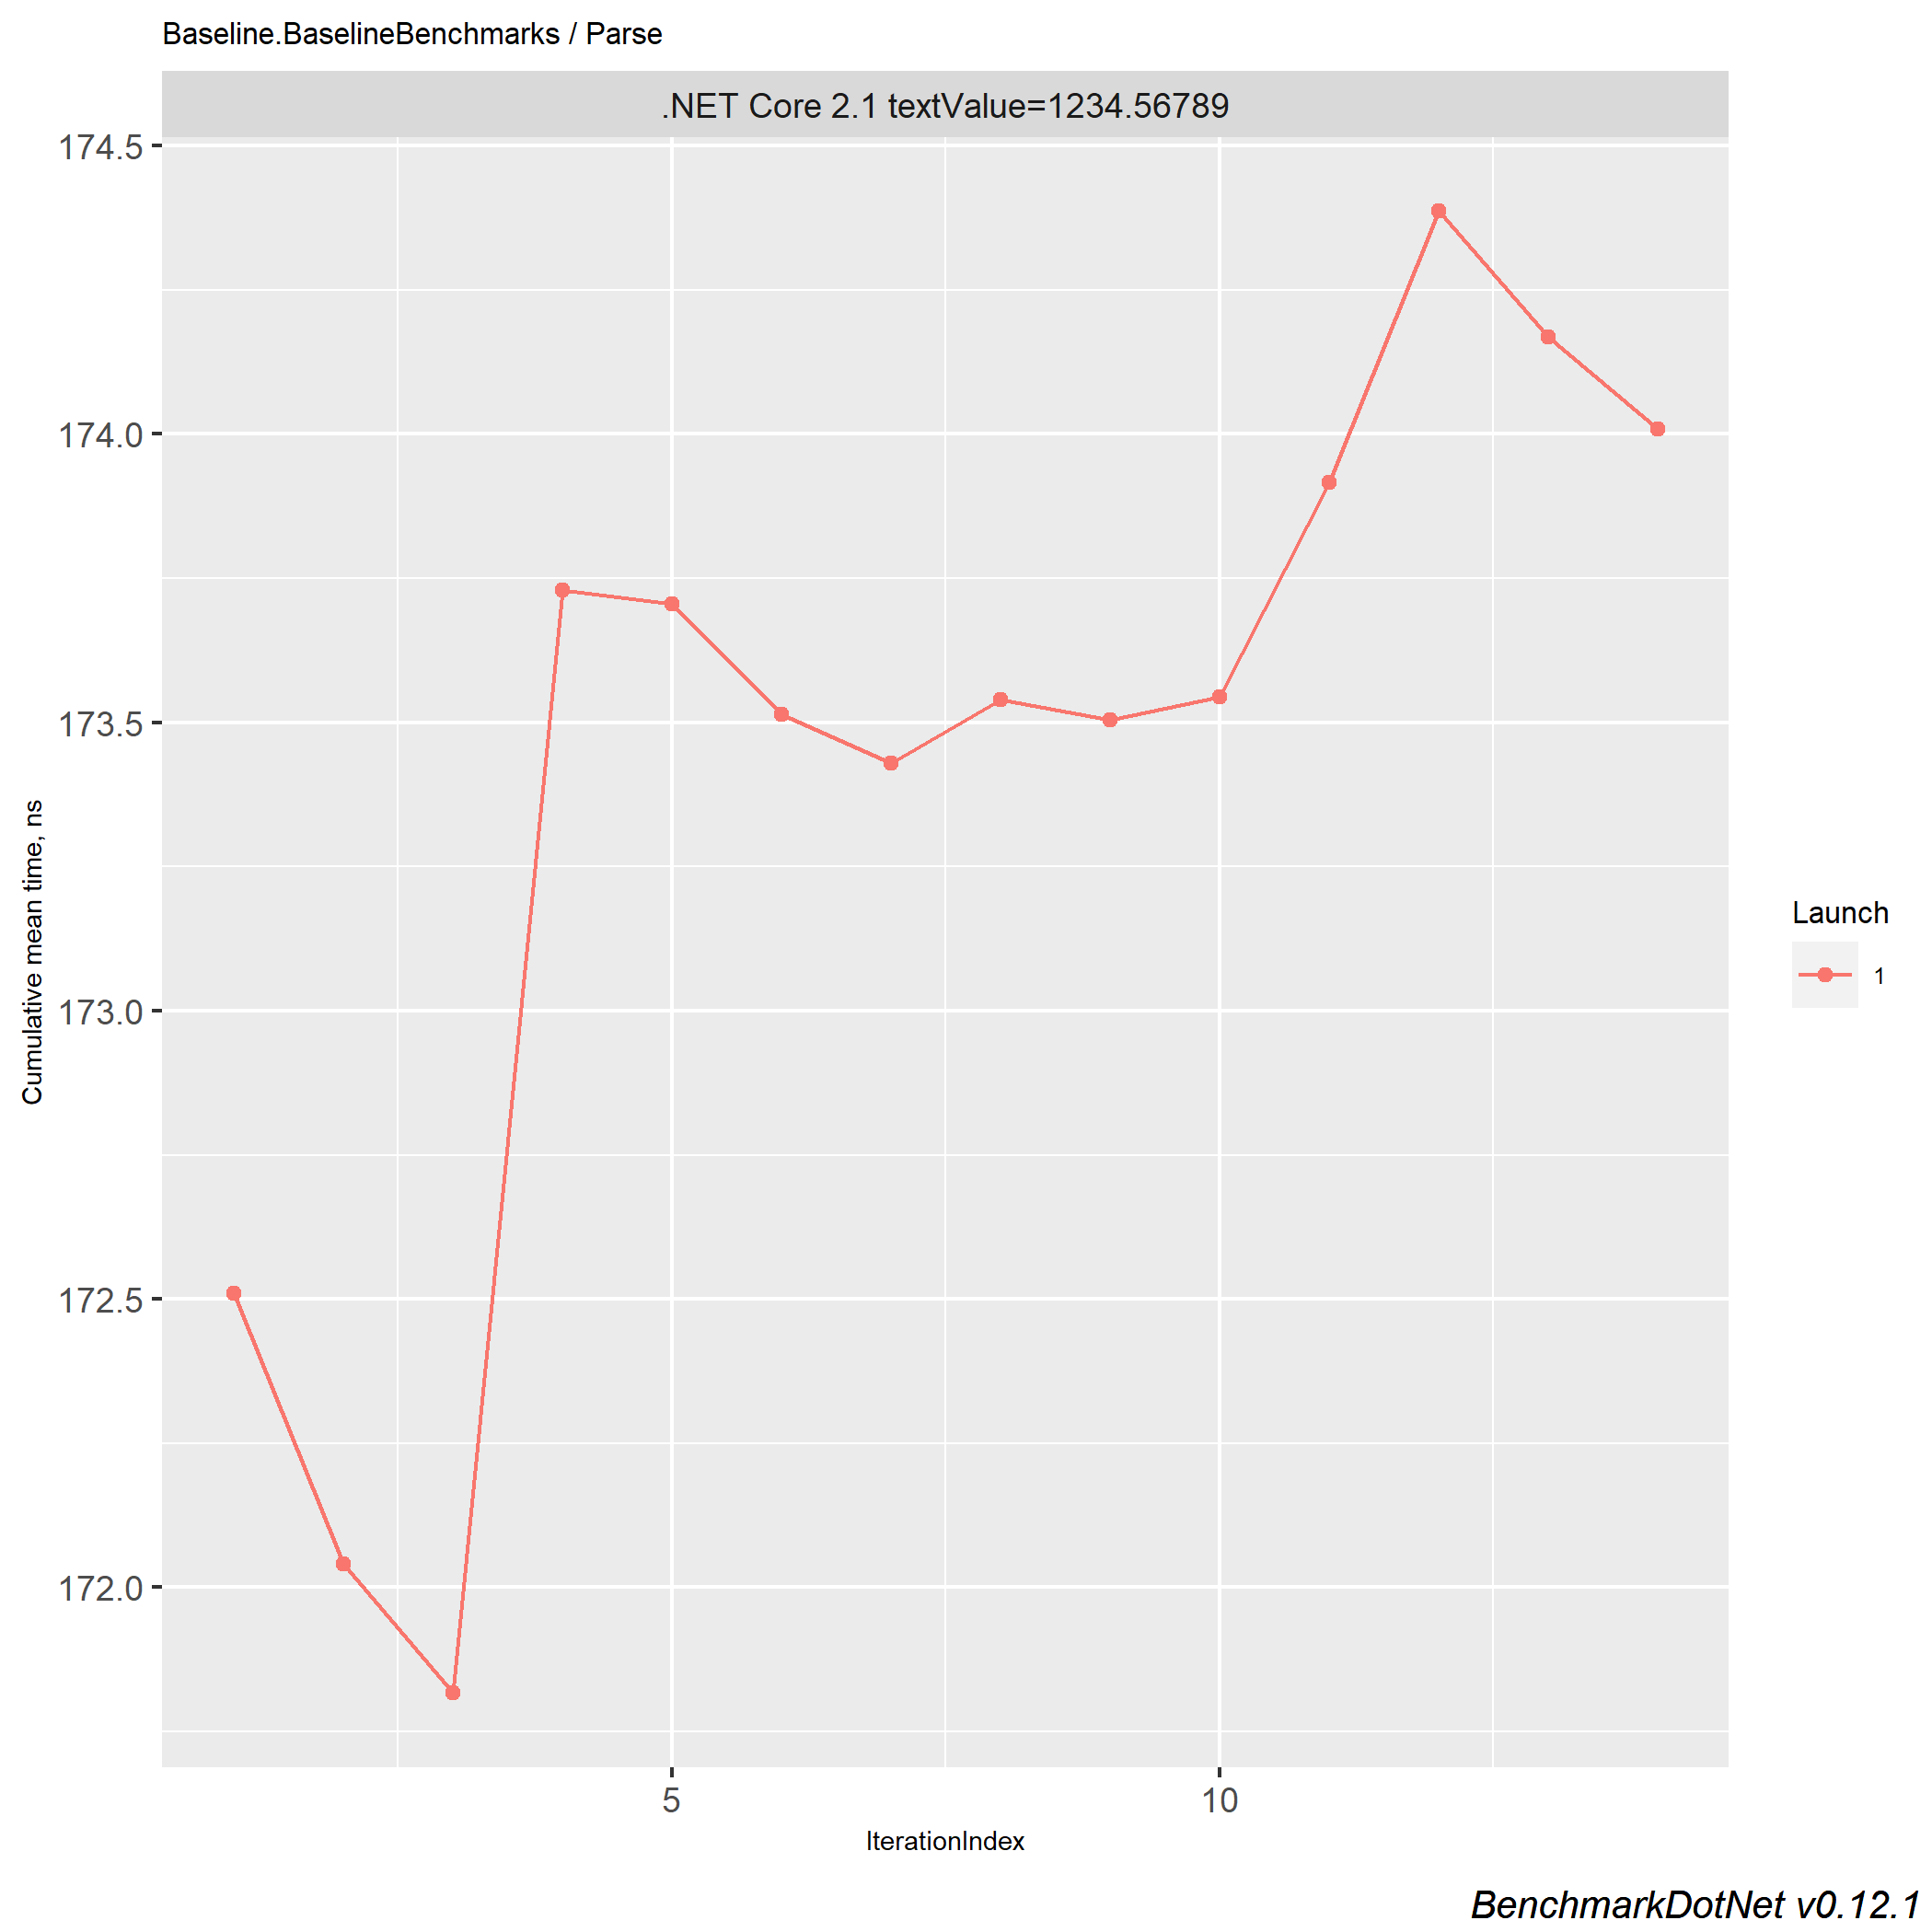 Baseline.BaselineBenchmarks / Parse
.NET Core 2.1 textValue=1234.56789
174.5
174.0
173.5
173.0
172.5
172.0
Cumulative mean time, ns
5
10
IterationIndex
Launch
1
BenchmarkDotNet v0.12.1